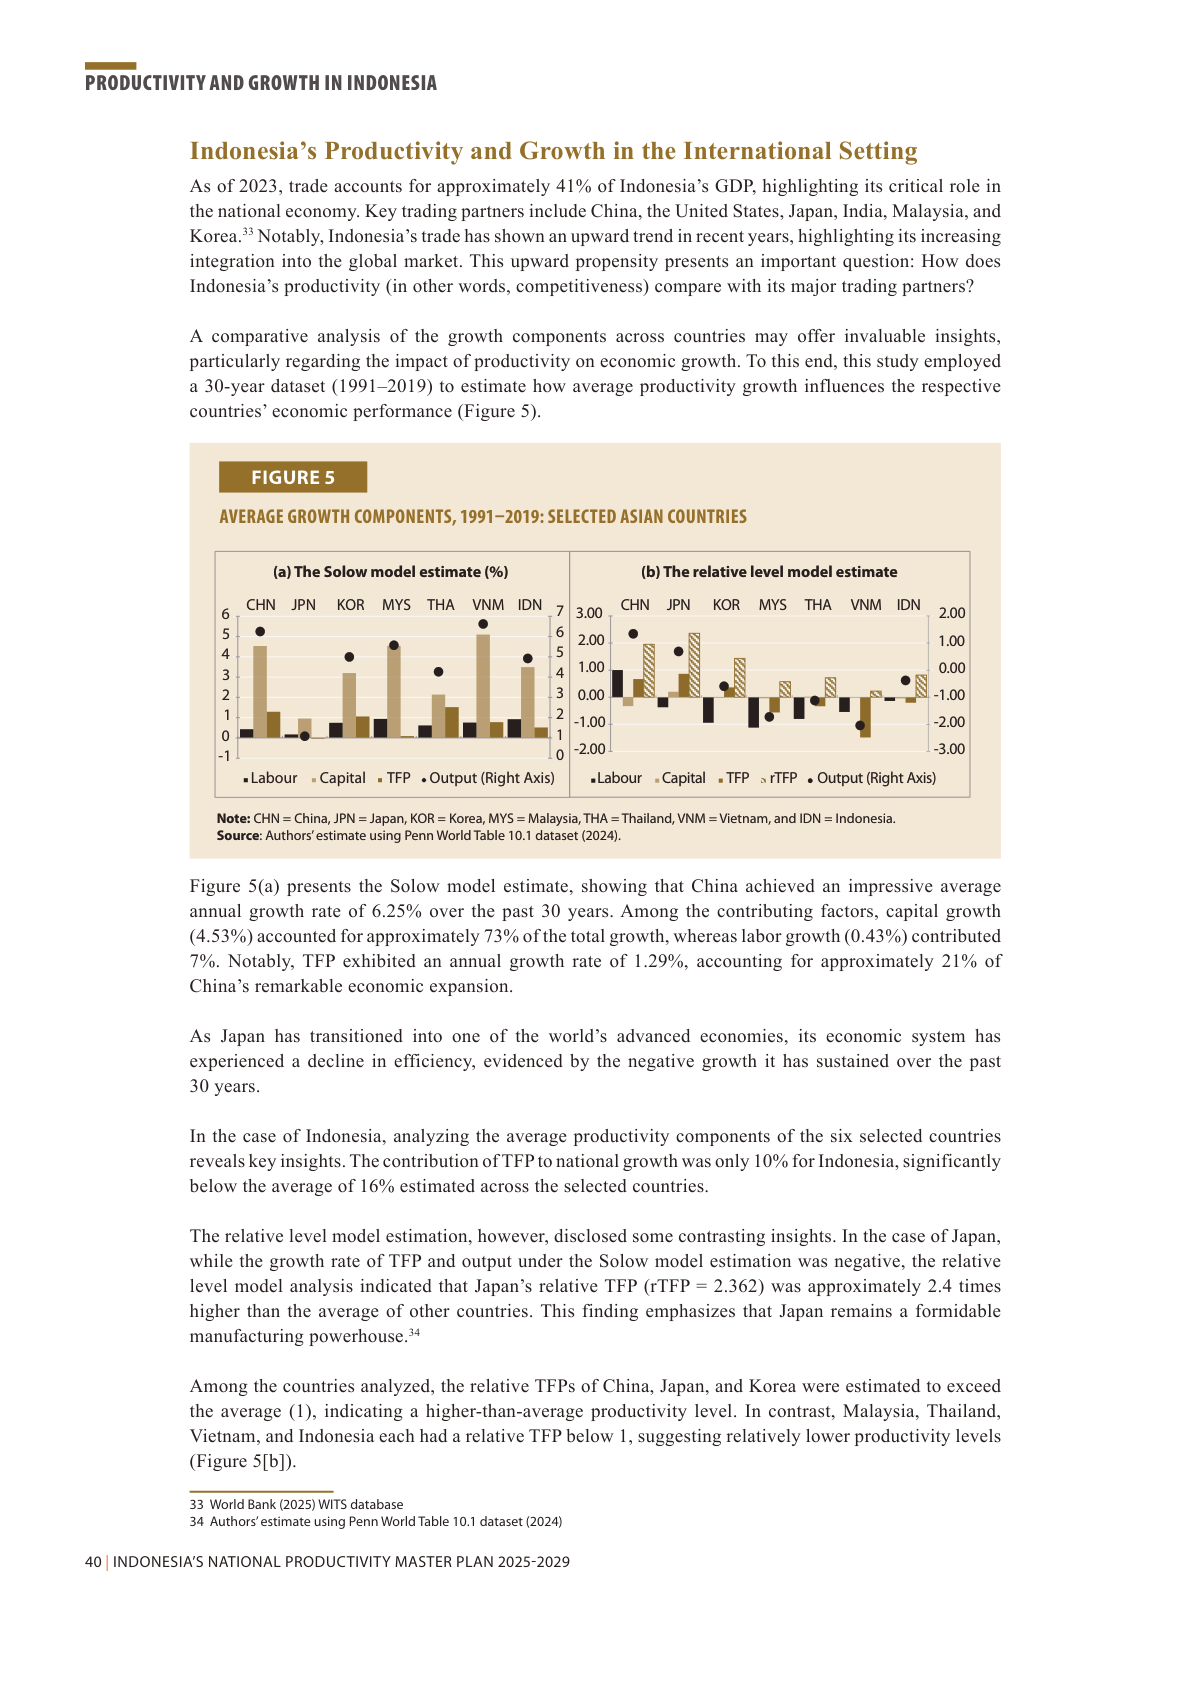 PRODUCTIVITY AND GROWTH IN INDONESIA
Indonesia’s Productivity and Growth in the International Setting
As of 2023, trade accounts for approximately 41% of Indonesia’s GDP, highlighting its critical role in
the national economy. Key trading partners include China, the United States, Japan, India, Malaysia, and
Korea.33 Notably, Indonesia’s trade has shown an upward trend in recent years, highlighting its increasing
integration into the global market. This upward propensity presents an important question: How does
Indonesia’s productivity (in other words, competitiveness) compare with its major trading partners?
A comparative analysis of the growth components across countries may offer invaluable insights,
particularly regarding the impact of productivity on economic growth. To this end, this study employed
a 30-year dataset (1991–2019) to estimate how average productivity growth influences the respective
countries’ economic performance (Figure 5).
FIGURE 5
AVERAGE GROWTH COMPONENTS, 1991–2019: SELECTED ASIAN COUNTRIES
(a) The Solow model estimate (%)
CHN JPN KOR MYS THA VNM IDN
6
5
4
3
2
1
0
-1
7
6
5
4
3
2
1
0
Labour Capital TFP Output (Right Axis)
(b) The relative level model estimate
CHN JPN KOR MYS THA VNM IDN
3.00
2.00
1.00
0.00
-1.00
-2.00
2.00
1.00
0.00
-1.00
-2.00
-3.00
Labour Capital TFP rTFP Output (Right Axis)
Note: CHN = China, JPN = Japan, KOR = Korea, MYS = Malaysia, THA = Thailand, VNM = Vietnam, and IDN = Indonesia.
Source: Authors’ estimate using Penn World Table 10.1 dataset (2024).
Figure 5(a) presents the Solow model estimate, showing that China achieved an impressive average
annual growth rate of 6.25% over the past 30 years. Among the contributing factors, capital growth
(4.53%) accounted for approximately 73% of the total growth, whereas labor growth (0.43%) contributed
7%. Notably, TFP exhibited an annual growth rate of 1.29%, accounting for approximately 21% of
China’s remarkable economic expansion.
As Japan has transitioned into one of the world’s advanced economies, its economic system has
experienced a decline in efficiency, evidenced by the negative growth it has sustained over the past
30 years.
In the case of Indonesia, analyzing the average productivity components of the six selected countries
reveals key insights. The contribution of TFP to national growth was only 10% for Indonesia, significantly
below the average of 16% estimated across the selected countries.
The relative level model estimation, however, disclosed some contrasting insights. In the case of Japan,
while the growth rate of TFP and output under the Solow model estimation was negative, the relative
level model analysis indicated that Japan’s relative TFP (rTFP = 2.362) was approximately 2.4 times
higher than the average of other countries. This finding emphasizes that Japan remains a formidable
manufacturing powerhouse.34
Among the countries analyzed, the relative TFPs of China, Japan, and Korea were estimated to exceed
the average (1), indicating a higher-than-average productivity level. In contrast, Malaysia, Thailand,
Vietnam, and Indonesia each had a relative TFP below 1, suggesting relatively lower productivity levels
(Figure 5[b]).
33 World Bank (2025) WITS database
34 Authors’ estimate using Penn World Table 10.1 dataset (2024)
40 | INDONESIA’S NATIONAL PRODUCTIVITY MASTER PLAN 2025-2029